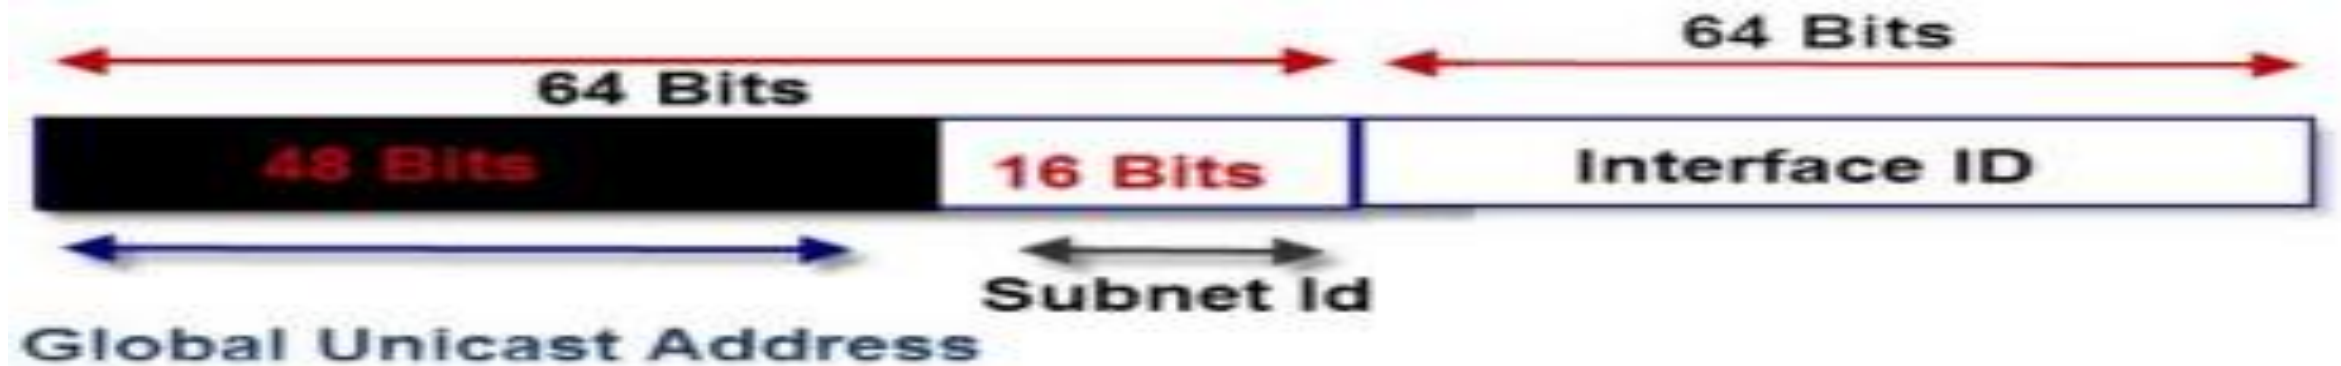 64 Bits
64 Bits
48 Bits
16 Bits
Interface ID
Subnet Id
Global Unicast Address